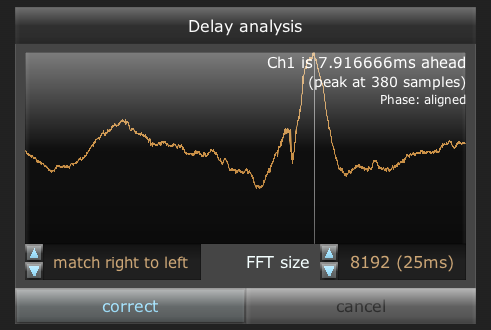 Delay analysis
Ch1 is 7.916666ms ahead
(peak at 380 samples)
Phase: aligned
match right to left
FFT size
8192 (25ms)
correct
cancel